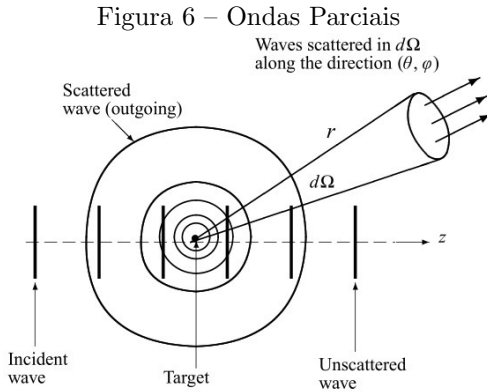 Figura 6 – Ondas Parciais
Waves scattered in dΩ
along the direction (θ, φ)
Scattered
wave (outgoing)
r
dΩ
z
Incident
wave
Target
Unscattered
wave